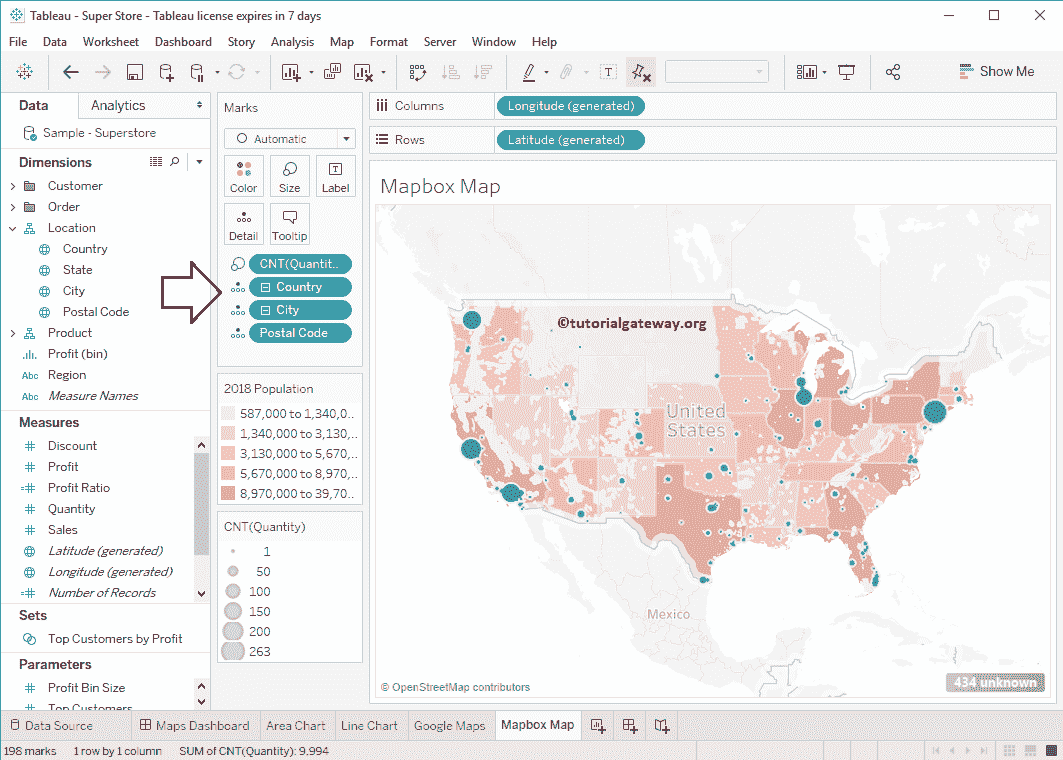 Tableau - Super Store - Tableau license expires in 7 days
File Data Worksheet Dashboard Story Analysis Map Format Server Window Help
Show Me
Data Analytics
Sample - Superstore
Dimensions
Customer
Order
Location
Country
State
City
Postal Code
Product
Profit (bin)
Abc Region
Abc Measure Names
Measures
Discount
Profit
Profit Ratio
Quantity
Sales
Latitude (generated)
Longitude (generated)
Number of Records
Sets
Top Customers by Profit
Parameters
Profit Bin Size
Top Customers
Marks
Automatic
Color Size Label
Detail Tooltip
CNT(Quantit..
Country
City
Postal Code
2018 Population
587,000 to 1,340,0..
1,340,000 to 3,130,..
3,130,000 to 5,670,..
5,670,000 to 8,970,..
8,970,000 to 39,70..
CNT(Quantity)
1
50
100
150
200
263
Columns Longitude (generated)
Rows Latitude (generated)
Mapbox Map
©tutorialgateway.org
United
States
Mexico
© OpenStreetMap contributors
434 unknown
Data Source Maps Dashboard Area Chart Line Chart Google Maps Mapbox Map
198 marks 1 row by 1 column SUM of CNT(Quantity): 9,994